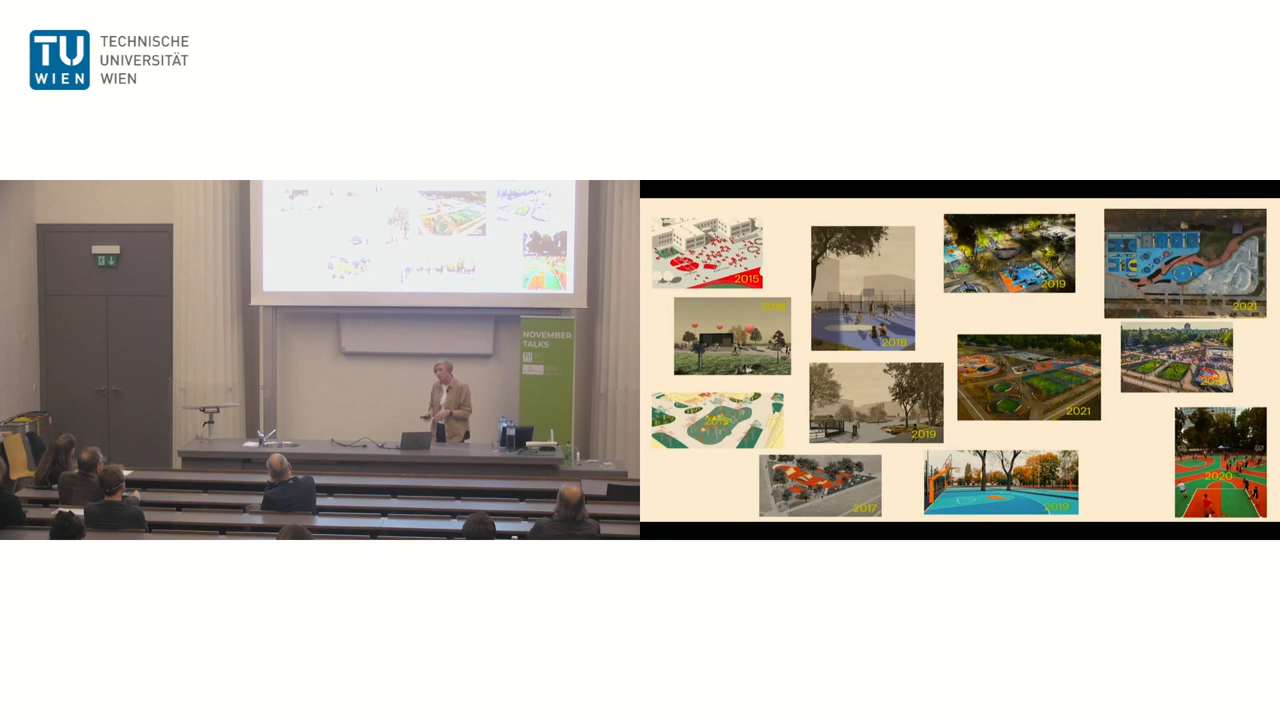 TU
WIEN
TECHNISCHE
UNIVERSITÄT
WIEN
NOVEMBER
TALKS
2015
2018
2019
2017
2019
2019
2021
2019
2021
2020